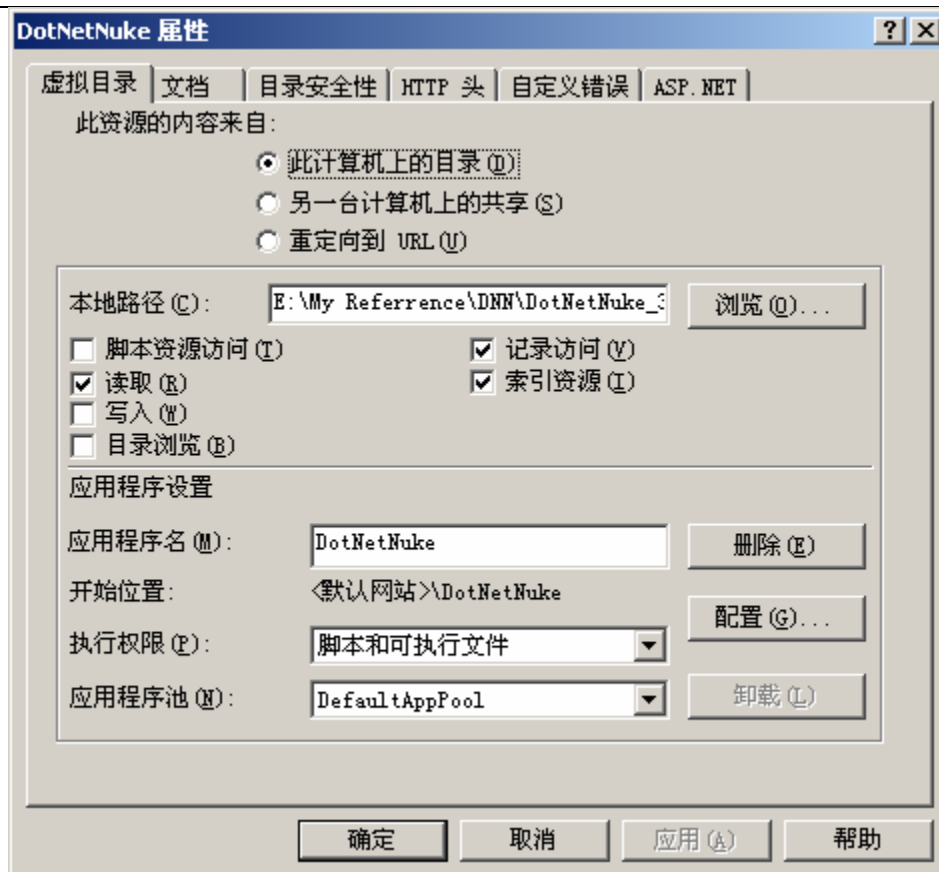 DotNetNuke 属性
虚拟目录 文档 目录安全性 HTTP 头 自定义错误 ASP.NET
此资源的内容来自:
此计算机上的目录(D)
另一台计算机上的共享(S)
重定向到 URL(U)
本地路径(C): E:\My Referrence\DNN\DotNetNuke_3 浏览(O)...
脚本资源访问(T) 记录访问(V)
读取(R) 索引资源(I)
写入(W)
目录浏览(B)
应用程序设置
应用程序名(M): DotNetNuke 删除(E)
开始位置: <默认网站>\DotNetNuke
配置(G)...
执行权限(P): 脚本和可执行文件
应用程序池(N): DefaultAppPool 卸载(L)
确定 取消 应用(A) 帮助